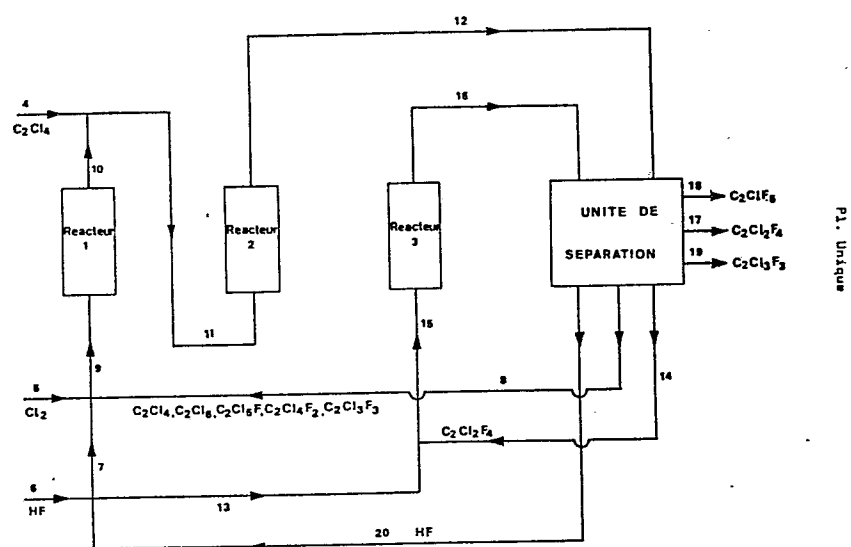 12
4
C2Cl4
16
10
18
C2ClF5
Reacteur
1
Reacteur
2
Reacteur
3
UNITE DE
SEPARATION
17
C2Cl2F4
19
C2Cl3F3
Pl. Unique
11
15
9
5
Cl2
8
14
C2Cl4,C2Cl6,C2Cl5F,C2Cl4F2,C2Cl3F3
C2Cl2F4
7
6
HF
13
20 HF